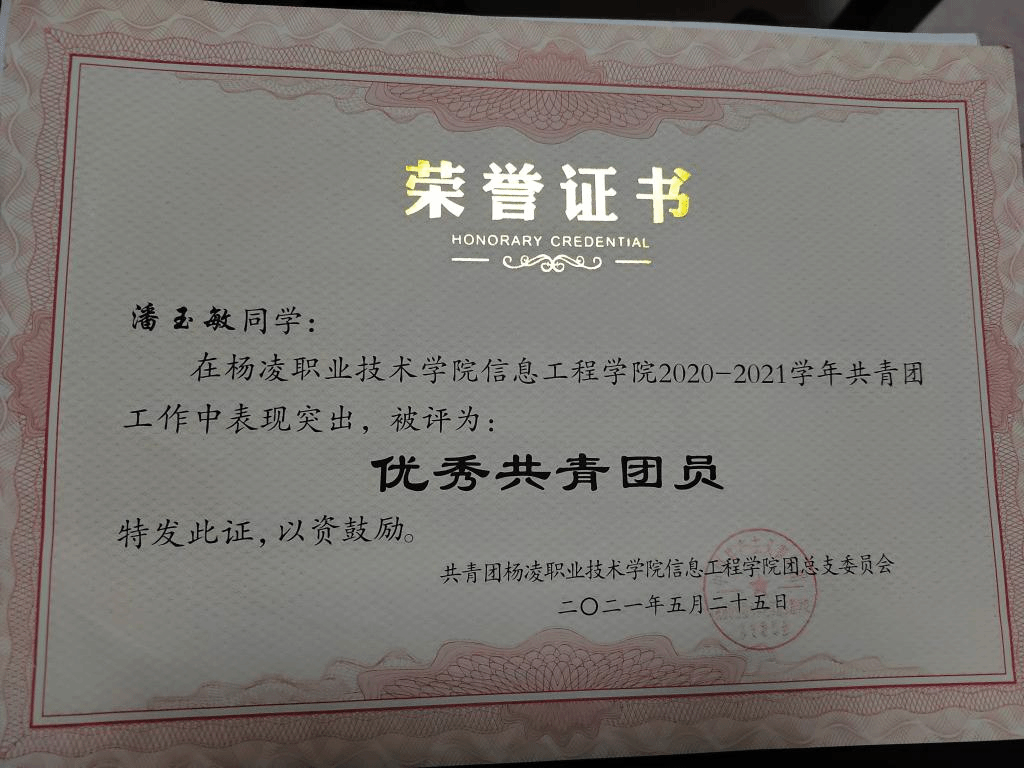 荣誉证书
HONORARY CREDENTIAL
潘玉敏同学：
在杨凌职业技术学院信息工程学院2020-2021学年共青团
工作中表现突出，被评为：
优秀共青团员
特发此证，以资鼓励。
共青团杨凌职业技术学院信息工程学院团总支委员会
二〇二一年五月二十五日